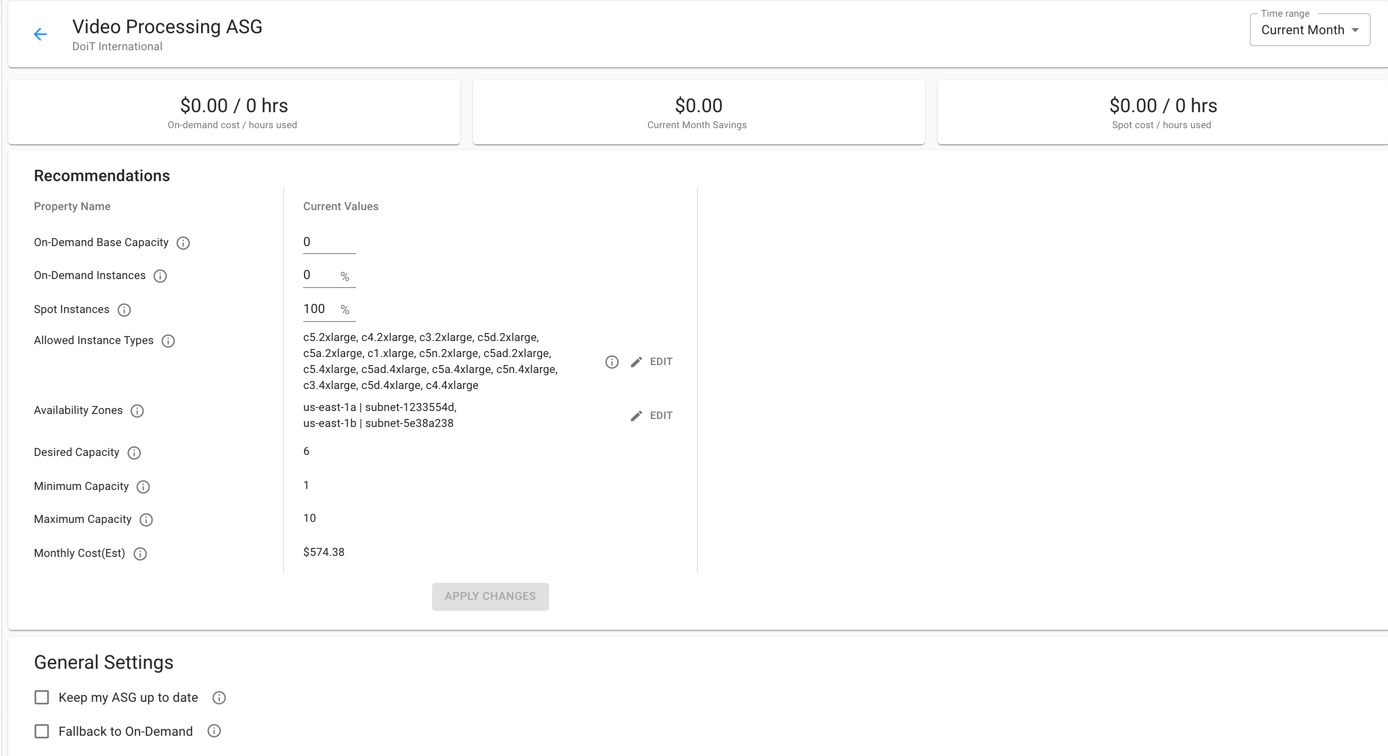 Video Processing ASG
DoiT International
Time range
Current Month
$0.00 / 0 hrs
On-demand cost / hours used
$0.00
Current Month Savings
$0.00 / 0 hrs
Spot cost / hours used
Recommendations
Property Name
Current Values
On-Demand Base Capacity
0
On-Demand Instances
0 %
Spot Instances
100 %
Allowed Instance Types
c5.2xlarge, c4.2xlarge, c3.2xlarge, c5d.2xlarge,
c5a.2xlarge, c1.xlarge, c5n.2xlarge, c5ad.2xlarge,
c5.4xlarge, c5ad.4xlarge, c5a.4xlarge, c5n.4xlarge,
c3.4xlarge, c5d.4xlarge, c4.4xlarge
EDIT
Availability Zones
us-east-1a | subnet-1233554d,
us-east-1b | subnet-5e38a238
EDIT
Desired Capacity
6
Minimum Capacity
1
Maximum Capacity
10
Monthly Cost(Est)
$574.38
APPLY CHANGES
General Settings
Keep my ASG up to date
Fallback to On-Demand